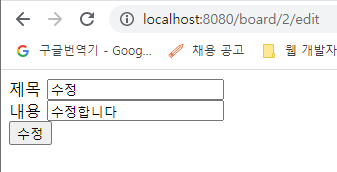 localhost:8080/board/2/edit
구글번역기 - Goog... 채용 공고 웹 개발자
제목 수정
내용 수정합니다
수정